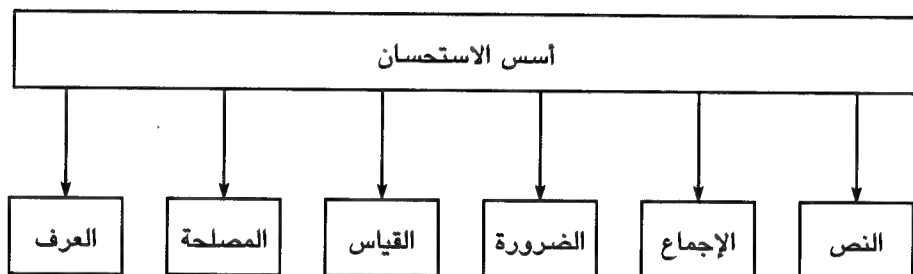 أسس الاستحسان
النص
الإجماع
الضرورة
القياس
المصلحة
العرف